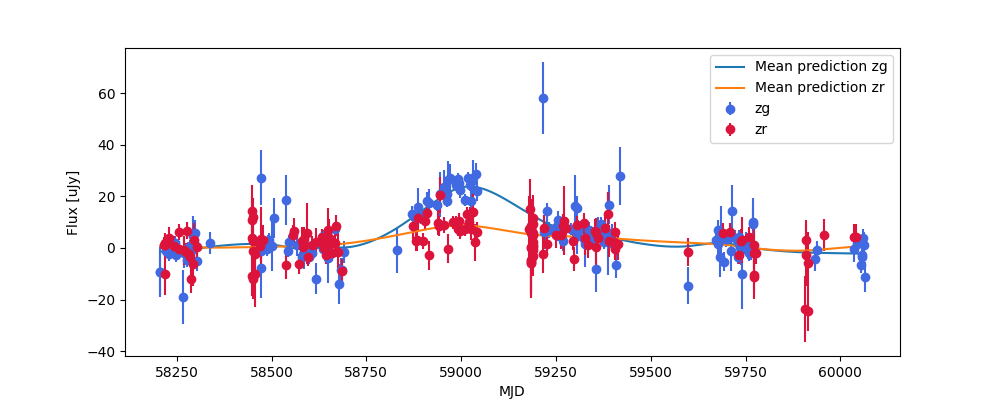 Mean prediction zg
Mean prediction zr
zg
zr
60
40
20
0
−20
−40
Flux [uJy]
58250
58500
58750
59000
59250
59500
59750
60000
MJD